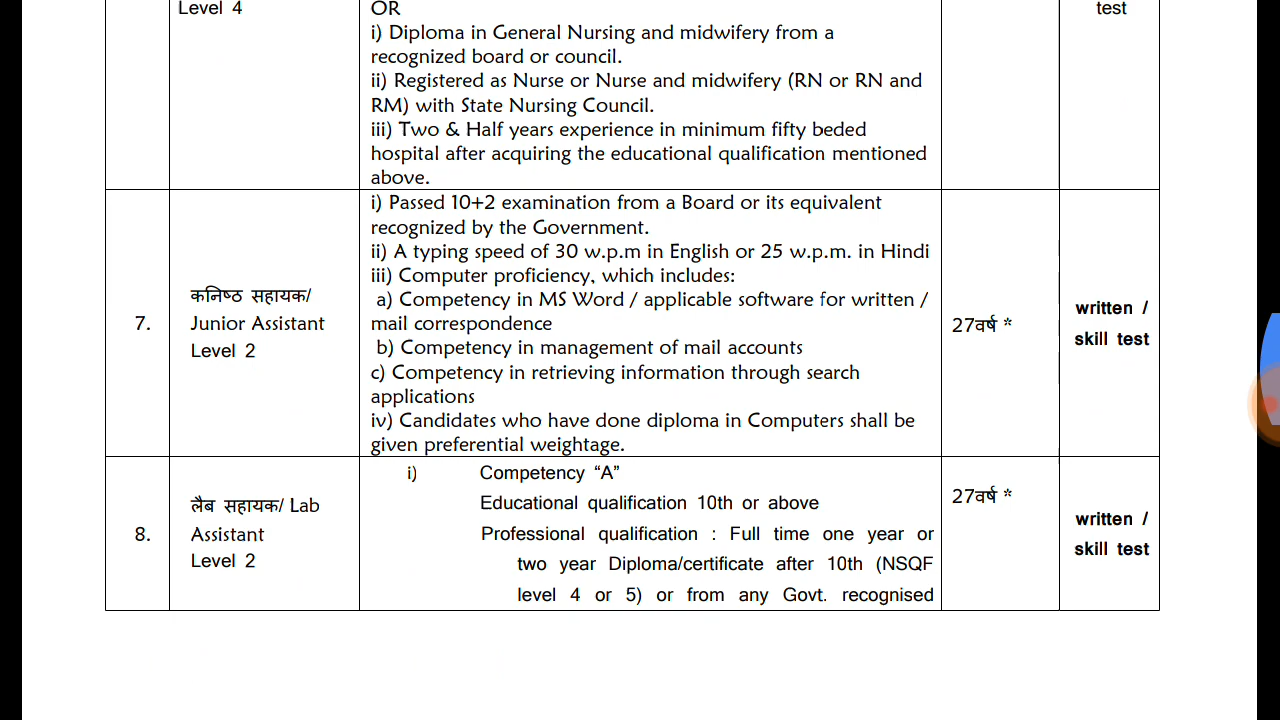 Level 4
OR
test
i) Diploma in General Nursing and midwifery from a
recognized board or council.
ii) Registered as Nurse or Nurse and midwifery (RN or RN and
RM) with State Nursing Council.
iii) Two & Half years experience in minimum fifty beded
hospital after acquiring the educational qualification mentioned
above.
7.
कनिष्ठ सहायक/
Junior Assistant
Level 2
i) Passed 10+2 examination from a Board or its equivalent
recognized by the Government.
ii) A typing speed of 30 w.p.m in English or 25 w.p.m. in Hindi
iii) Computer proficiency, which includes:
a) Competency in MS Word / applicable software for written /
mail correspondence
b) Competency in management of mail accounts
c) Competency in retrieving information through search
applications
iv) Candidates who have done diploma in Computers shall be
given preferential weightage.
27वर्ष *
written /
skill test
8.
लैब सहायक/ Lab
Assistant
Level 2
i) Competency “A”
Educational qualification 10th or above
Professional qualification : Full time one year or
two year Diploma/certificate after 10th (NSQF
level 4 or 5) or from any Govt. recognised
27वर्ष *
written /
skill test